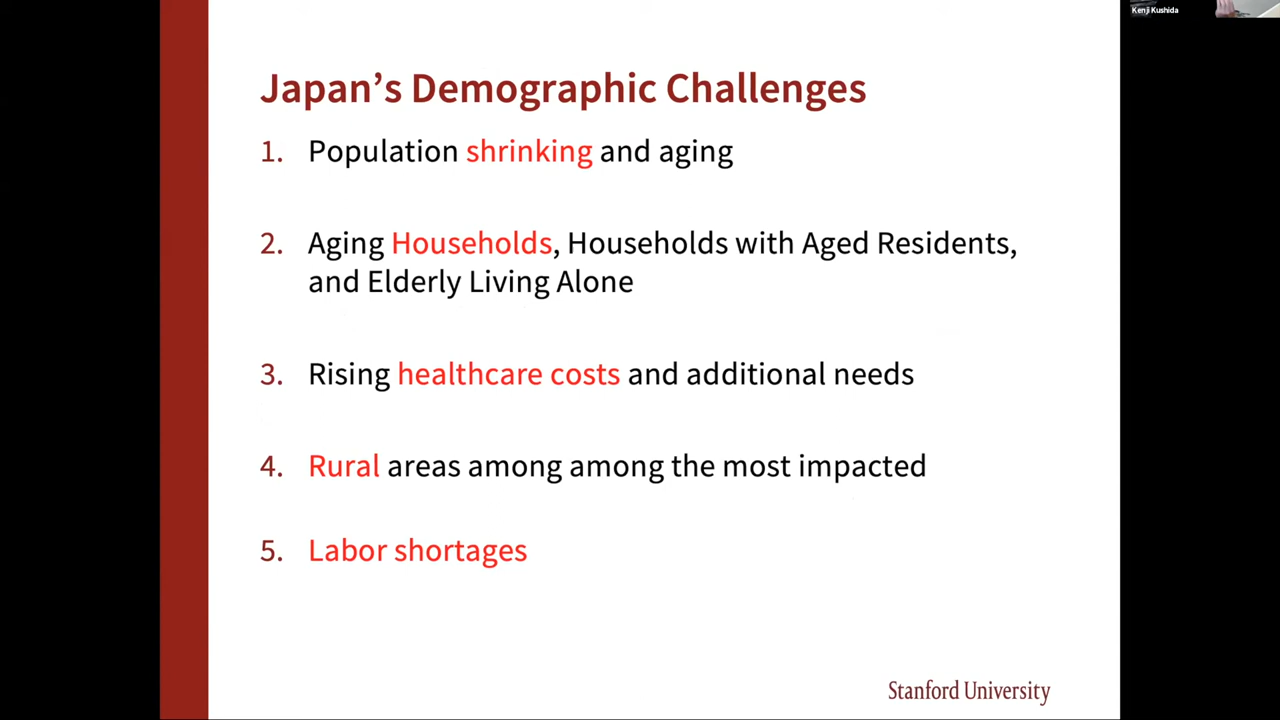 Kenji Kushida
Japan's Demographic Challenges
1. Population shrinking and aging
2. Aging Households, Households with Aged Residents,
and Elderly Living Alone
3. Rising healthcare costs and additional needs
4. Rural areas among among the most impacted
5. Labor shortages
Stanford University